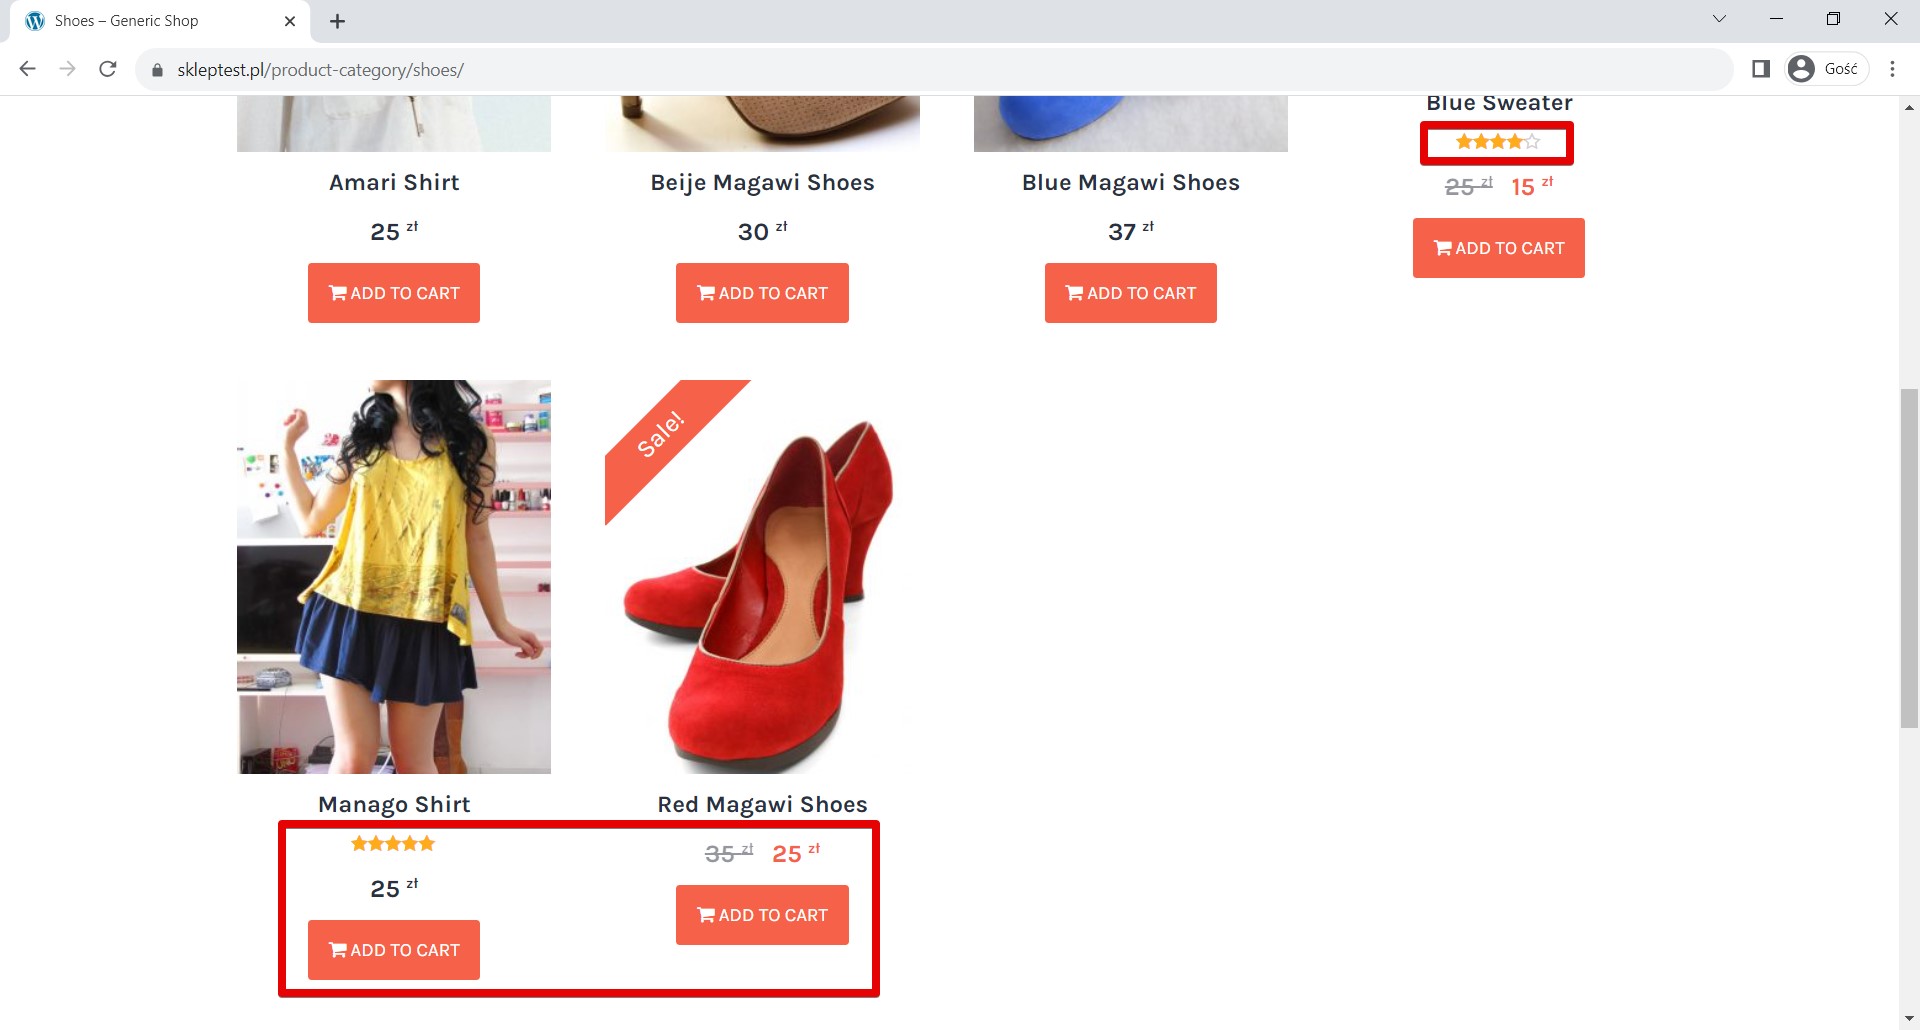 Shoes – Generic Shop
skleptest.pl/product-category/shoes/
Gość
Amari Shirt
25 zł
ADD TO CART
Beije Magawi Shoes
30 zł
ADD TO CART
Blue Magawi Shoes
37 zł
ADD TO CART
Blue Sweater
25 zł 15 zł
ADD TO CART
Manago Shirt
25 zł
ADD TO CART
Sale!
Red Magawi Shoes
35 zł 25 zł
ADD TO CART